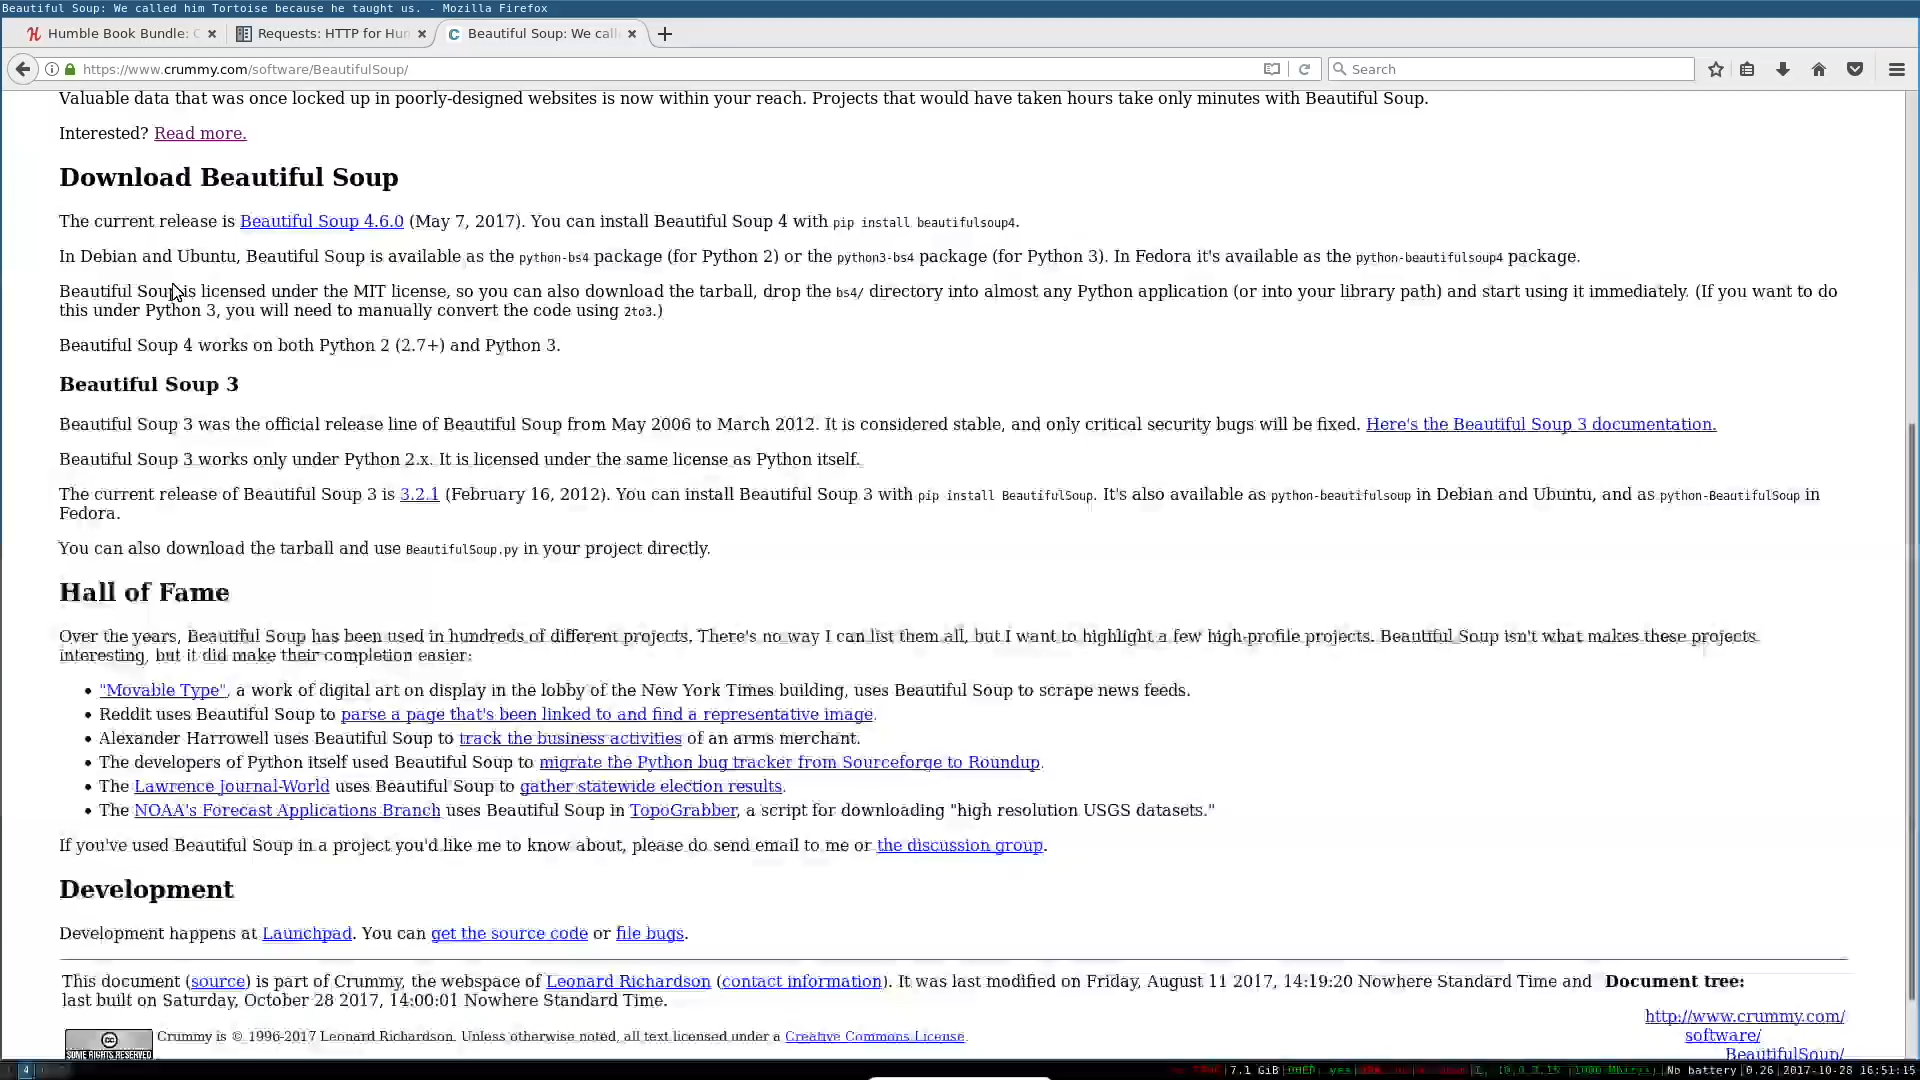 Beautiful Soup: We called him Tortoise because he taught us. - Mozilla Firefox
Humble Book Bundle: C
Requests: HTTP for Hum
Beautiful Soup: We call
https://www.crummy.com/software/BeautifulSoup/
Search
Valuable data that was once locked up in poorly-designed websites is now within your reach. Projects that would have taken hours take only minutes with Beautiful Soup.
Interested? Read more.
Download Beautiful Soup
The current release is Beautiful Soup 4.6.0 (May 7, 2017). You can install Beautiful Soup 4 with pip install beautifulsoup4.
In Debian and Ubuntu, Beautiful Soup is available as the python-bs4 package (for Python 2) or the python3-bs4 package (for Python 3). In Fedora it's available as the python-beautifulsoup4 package.
Beautiful Soup is licensed under the MIT license, so you can also download the tarball, drop the bs4/ directory into almost any Python application (or into your library path) and start using it immediately. (If you want to do
this under Python 3, you will need to manually convert the code using 2to3.)
Beautiful Soup 4 works on both Python 2 (2.7+) and Python 3.
Beautiful Soup 3
Beautiful Soup 3 was the official release line of Beautiful Soup from May 2006 to March 2012. It is considered stable, and only critical security bugs will be fixed. Here's the Beautiful Soup 3 documentation.
Beautiful Soup 3 works only under Python 2.x. It is licensed under the same license as Python itself.
The current release of Beautiful Soup 3 is 3.2.1 (February 16, 2012). You can install Beautiful Soup 3 with pip install BeautifulSoup. It's also available as python-beautifulsoup in Debian and Ubuntu, and as python-BeautifulSoup in
Fedora.
You can also download the tarball and use BeautifulSoup.py in your project directly.
Hall of Fame
Over the years, Beautiful Soup has been used in hundreds of different projects. There's no way I can list them all, but I want to highlight a few high-profile projects. Beautiful Soup isn't what makes these projects
interesting, but it did make their completion easier:
• "Movable Type", a work of digital art on display in the lobby of the New York Times building, uses Beautiful Soup to scrape news feeds.
• Reddit uses Beautiful Soup to parse a page that's been linked to and find a representative image.
• Alexander Harrowell uses Beautiful Soup to track the business activities of an arms merchant.
• The developers of Python itself used Beautiful Soup to migrate the Python bug tracker from Sourceforge to Roundup.
• The Lawrence Journal-World uses Beautiful Soup to gather statewide election results.
• The NOAA's Forecast Applications Branch uses Beautiful Soup in TopoGrabber, a script for downloading "high resolution USGS datasets."
If you've used Beautiful Soup in a project you'd like me to know about, please do send email to me or the discussion group.
Development
Development happens at Launchpad. You can get the source code or file bugs.
This document (source) is part of Crummy, the webspace of Leonard Richardson (contact information). It was last modified on Friday, August 11 2017, 14:19:20 Nowhere Standard Time and
last built on Saturday, October 28 2017, 14:00:01 Nowhere Standard Time.
Document tree:
http://www.crummy.com/
software/
BeautifulSoup/
cc
SOME RIGHTS RESERVED
Crummy is © 1996-2017 Leonard Richardson. Unless otherwise noted, all text licensed under a Creative Commons License.
4
7.1 GiB
No battery 0.26 2017-10-28 16:51:15